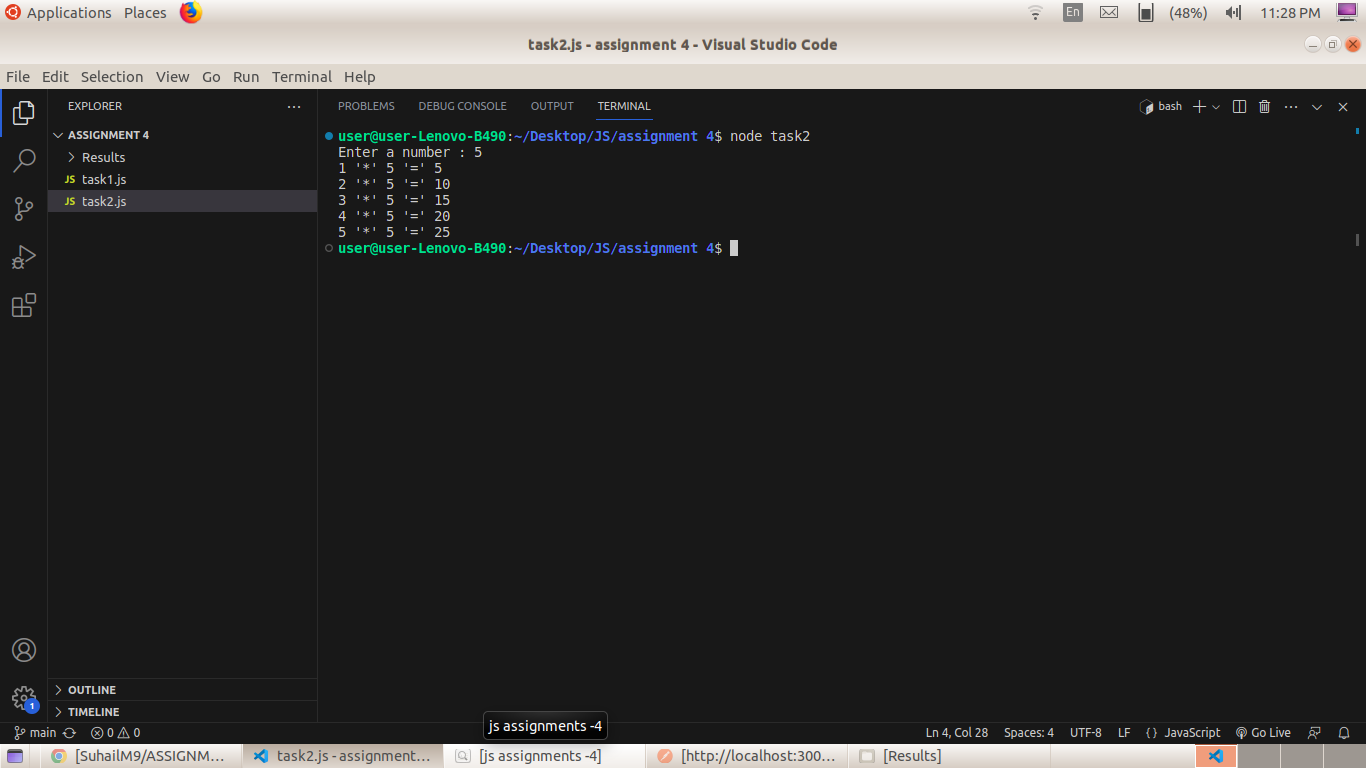 Applications Places En (48%) 11:28 PM
task2.js - assignment 4 - Visual Studio Code
File Edit Selection View Go Run Terminal Help
EXPLORER ... PROBLEMS DEBUG CONSOLE OUTPUT TERMINAL bash
ASSIGNMENT 4
Results
JS task1.js
JS task2.js
user@user-Lenovo-B490:~/Desktop/JS/assignment 4$ node task2
Enter a number : 5
1 '*' 5 '=' 5
2 '*' 5 '=' 10
3 '*' 5 '=' 15
4 '*' 5 '=' 20
5 '*' 5 '=' 25
user@user-Lenovo-B490:~/Desktop/JS/assignment 4$
OUTLINE
1
TIMELINE
js assignments -4
main 0 0 Ln 4, Col 28 Spaces: 4 UTF-8 LF {} JavaScript Go Live
[SuhailM9/ASSIGNM... task2.js - assignment... [js assignments -4] [http://localhost:300... [Results]